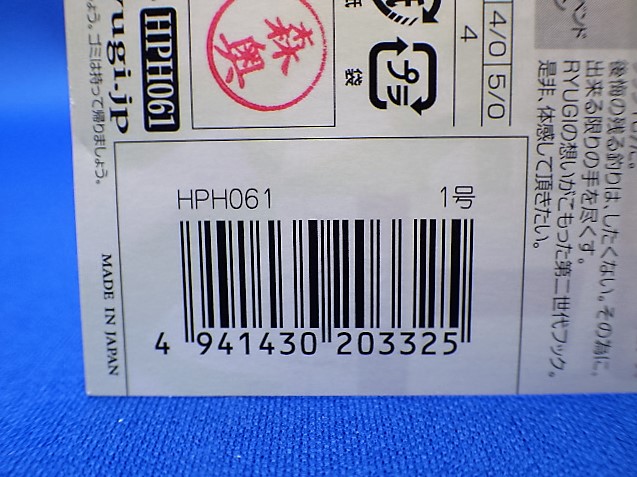 HPH061 1号
4 941430 203325
MADE IN JAPAN
ょう。ゴミは持って帰りましょう。
yugi.jp
HPH061
森奥
紙
袋
プラ
4/0 5/0
4
後悔の残る釣りは、したくない。その為に、
出来る限りの手を尽くす。
RYUGIの想いがこもった第二世代フック。
是非、体感して頂きたい。